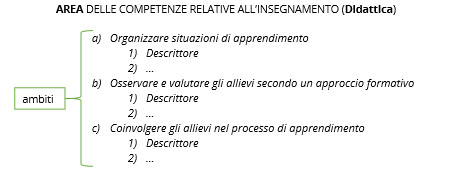 AREA DELLE COMPETENZE RELATIVE ALL'INSEGNAMENTO (Didattica)
a) Organizzare situazioni di apprendimento
1) Descrittore
2) ...
b) Osservare e valutare gli allievi secondo un approccio formativo
1) Descrittore
2) ...
ambiti
c) Coinvolgere gli allievi nel processo di apprendimento
1) Descrittore
2) ...